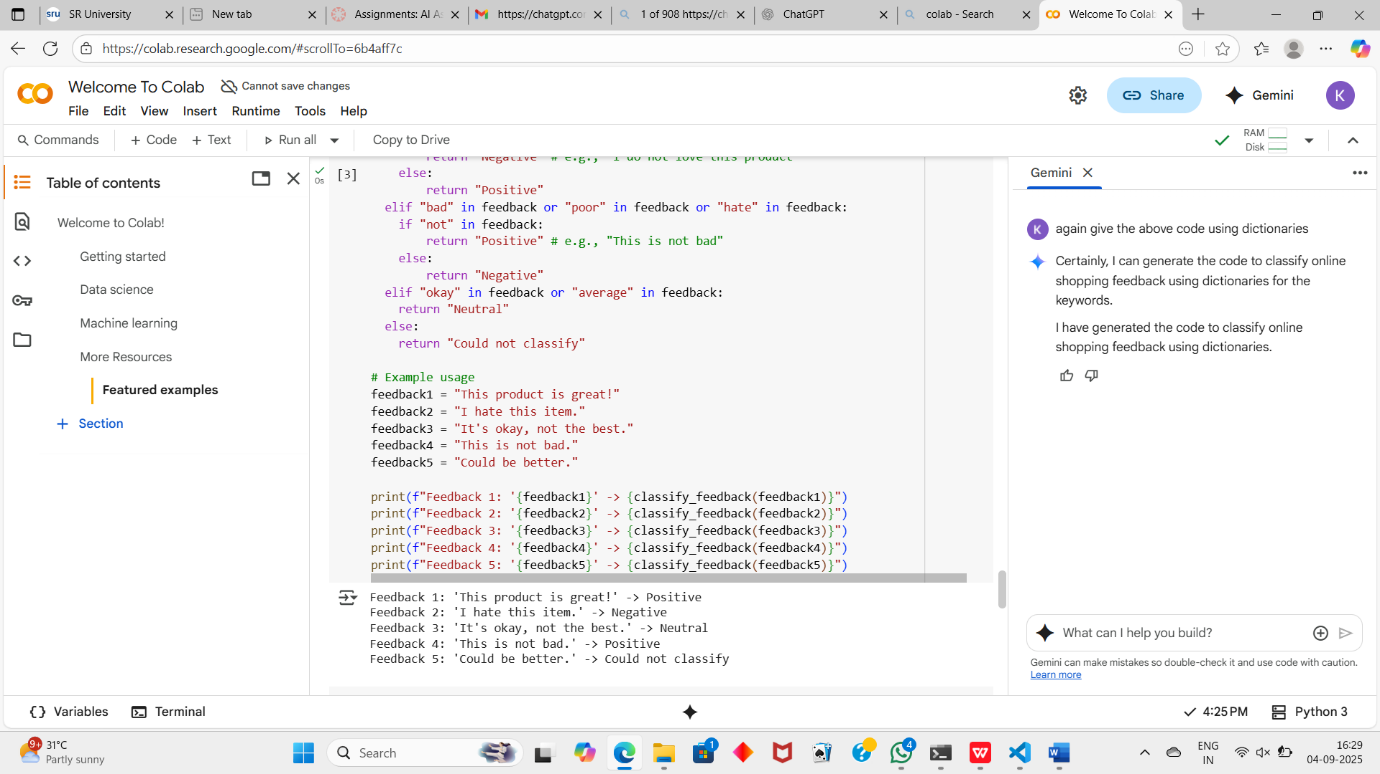 SR University
New tab
Assignments: AI As
https://chatgpt.co
1 of 908 https://ch
ChatGPT
colab - Search
Welcome To Colab
https://colab.research.google.com/#scrollTo=6b4aff7c
Welcome To Colab
Cannot save changes
File Edit View Insert Runtime Tools Help
Share
Gemini
K
Commands
+ Code + Text
Run all
Copy to Drive
RAM
Disk
Table of contents
Welcome to Colab!
Getting started
Data science
Machine learning
More Resources
Featured examples
+ Section
0s
[3]
return "Negative" # e.g., "I do not love this product"
else:
return "Positive"
elif "bad" in feedback or "poor" in feedback or "hate" in feedback:
if "not" in feedback:
return "Positive" # e.g., "This is not bad"
else:
return "Negative"
elif "okay" in feedback or "average" in feedback:
return "Neutral"
else:
return "Could not classify"
# Example usage
feedback1 = "This product is great!"
feedback2 = "I hate this item."
feedback3 = "It's okay, not the best."
feedback4 = "This is not bad."
feedback5 = "Could be better."
print(f"Feedback 1: '{feedback1}' -> {classify_feedback(feedback1)}")
print(f"Feedback 2: '{feedback2}' -> {classify_feedback(feedback2)}")
print(f"Feedback 3: '{feedback3}' -> {classify_feedback(feedback3)}")
print(f"Feedback 4: '{feedback4}' -> {classify_feedback(feedback4)}")
print(f"Feedback 5: '{feedback5}' -> {classify_feedback(feedback5)}")
Feedback 1: 'This product is great!' -> Positive
Feedback 2: 'I hate this item.' -> Negative
Feedback 3: 'It's okay, not the best.' -> Neutral
Feedback 4: 'This is not bad.' -> Positive
Feedback 5: 'Could be better.' -> Could not classify
Gemini
K
again give the above code using dictionaries
Certainly, I can generate the code to classify online
shopping feedback using dictionaries for the
keywords.
I have generated the code to classify online
shopping feedback using dictionaries.
What can I help you build?
Gemini can make mistakes so double-check it and use code with caution.
Learn more
Variables
Terminal
4:25 PM
Python 3
9+
31°C
Partly sunny
Search
1
4
ENG
IN
16:29
04-09-2025